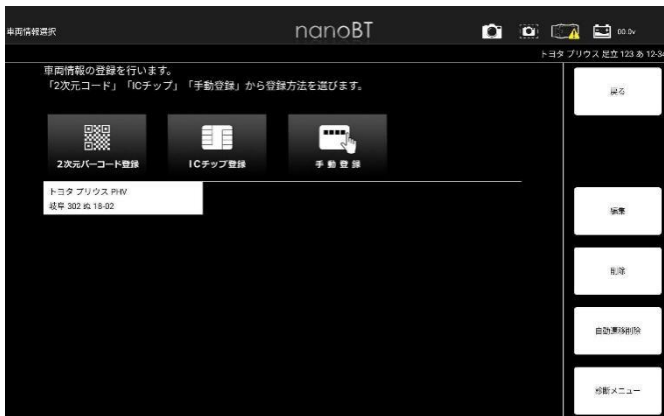 車両情報選択
nanoBT
00.0v
トヨタ プリウス 足立 123 あ 12-34
車両情報の登録を行います。
「2次元コード」「ICチップ」「手動登録」から登録方法を選びます。
戻る
2次元バーコード登録
ICチップ登録
手動登録
トヨタ プリウス PHV
岐阜 302 ぬ 18-02
編集
削除
自動遷移削除
診断メニュー